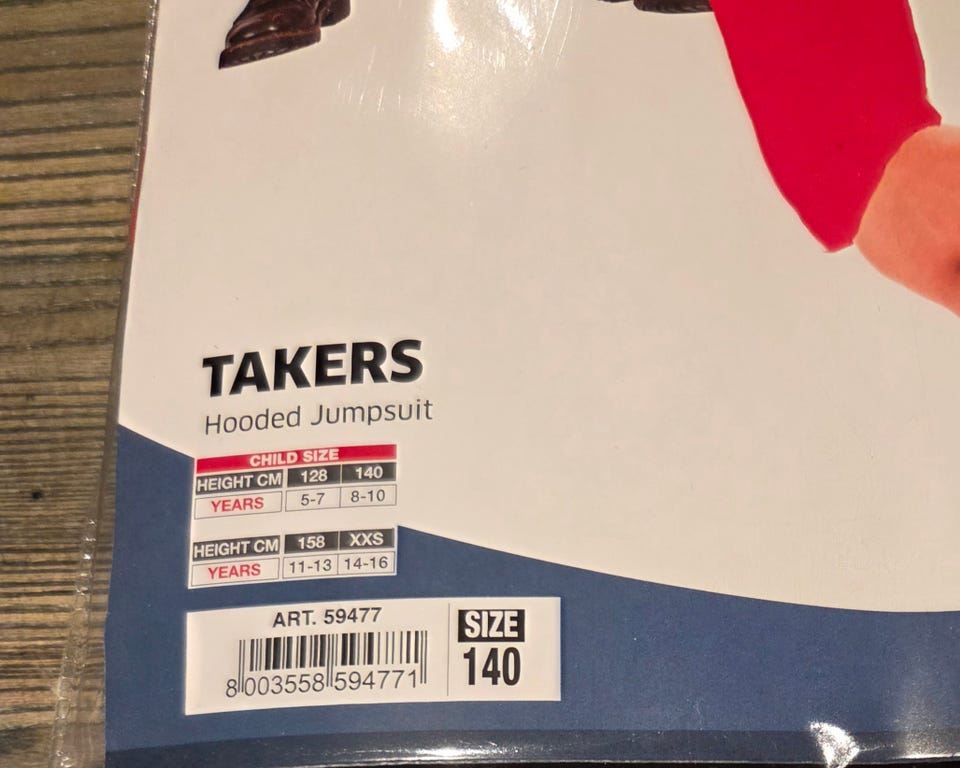 TAKERS
Hooded Jumpsuit
CHILD SIZE
HEIGHT CM 128 140
YEARS 5-7 8-10
HEIGHT CM 158 XXS
YEARS 11-13 14-16
ART. 59477
8 003558 594771
SIZE
140